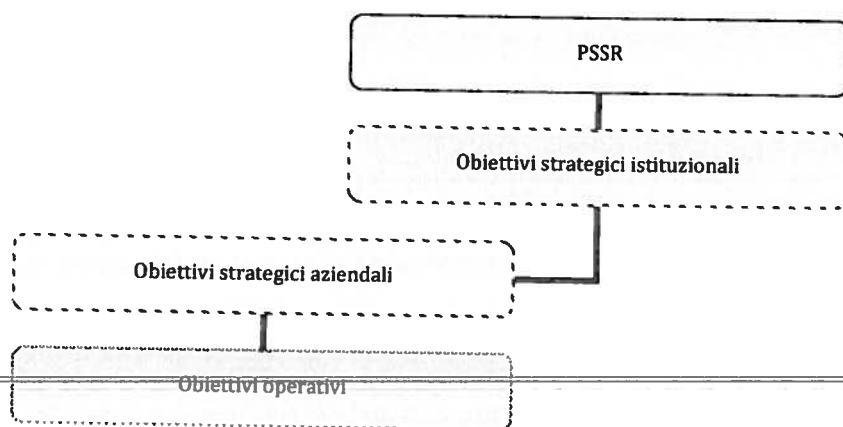 PSSR
Obiettivi strategici istituzionali
Obiettivi strategici aziendali
Obiettivi operativi